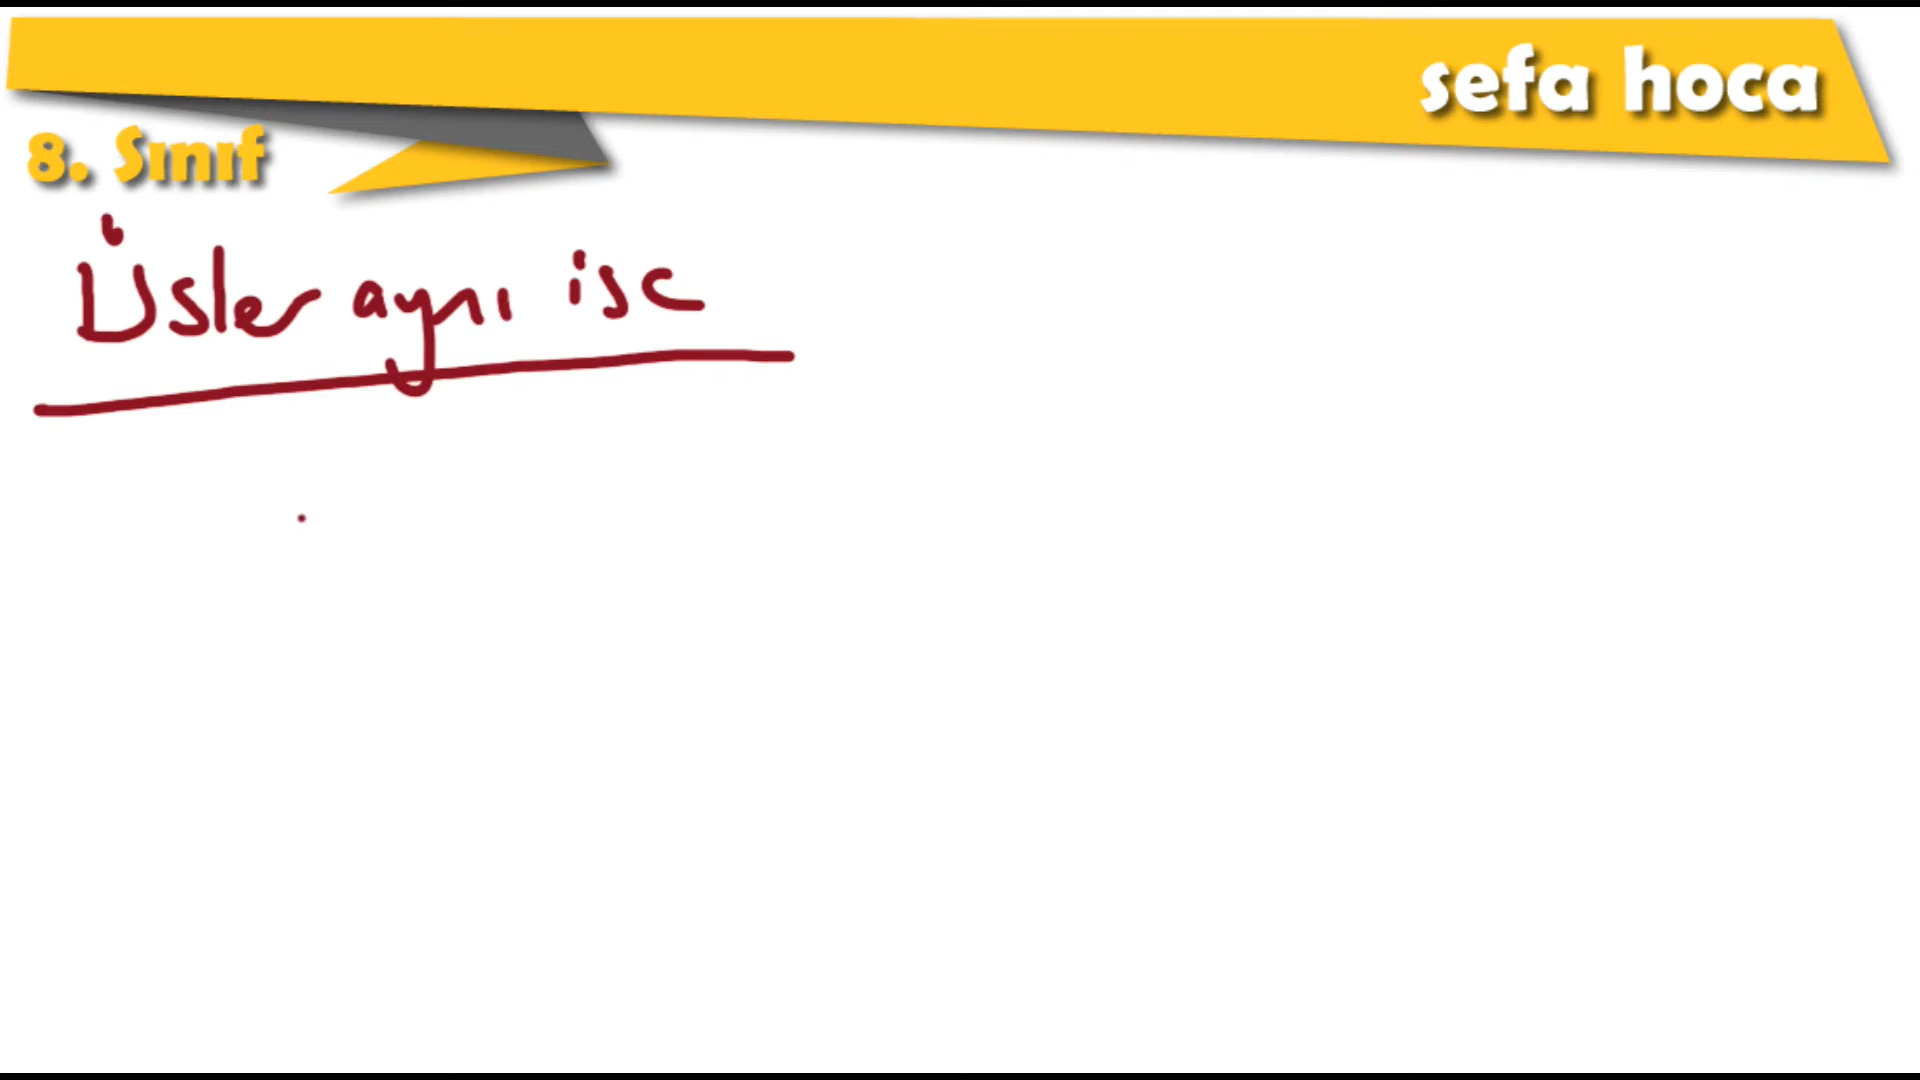 sefa hoca
8. Sınıf
Üsler aynı ise